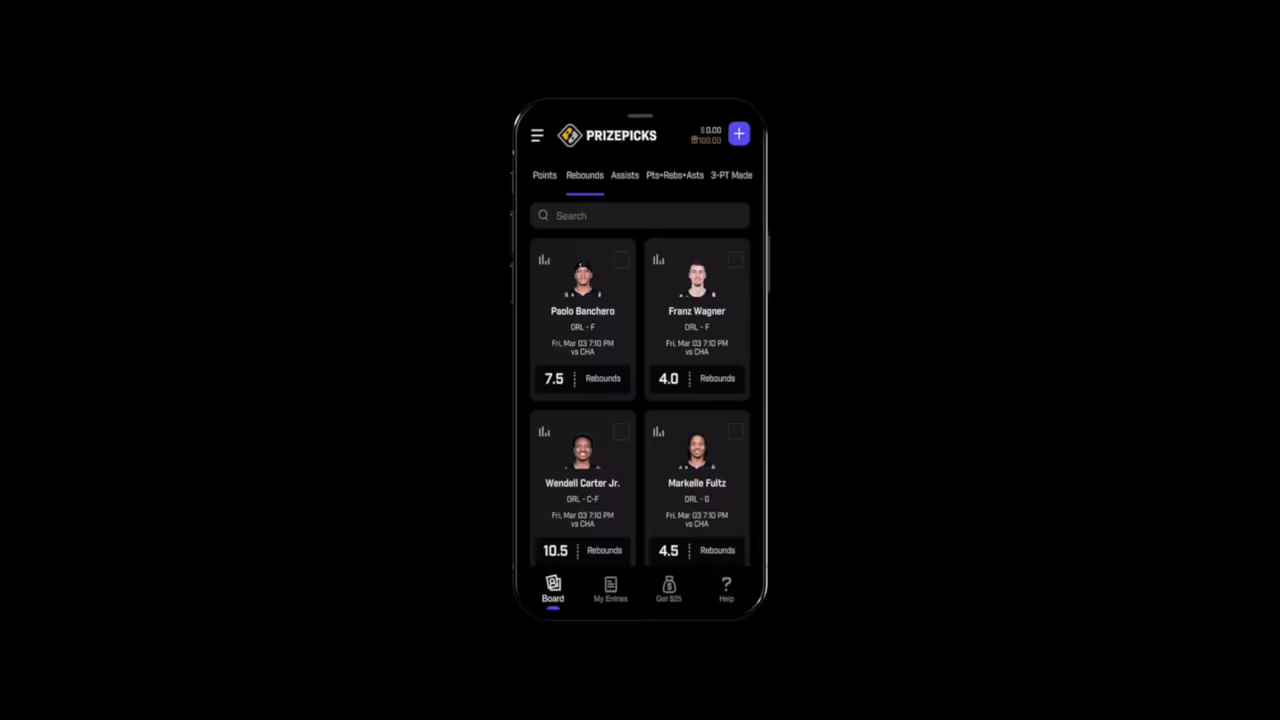 PRIZEPICKS
$ 0.00
100.00
Points Rebounds Assists Pts+Rebs+Asts 3-PT Made
Search
Paolo Banchero
ORL - F
Fri, Mar 03 7:10 PM
vs CHA
7.5 Rebounds
Franz Wagner
ORL - F
Fri, Mar 03 7:10 PM
vs CHA
4.0 Rebounds
Wendell Carter Jr.
ORL - C-F
Fri, Mar 03 7:10 PM
vs CHA
10.5 Rebounds
Markelle Fultz
ORL - G
Fri, Mar 03 7:10 PM
vs CHA
4.5 Rebounds
Board My Entries Get $25 Help